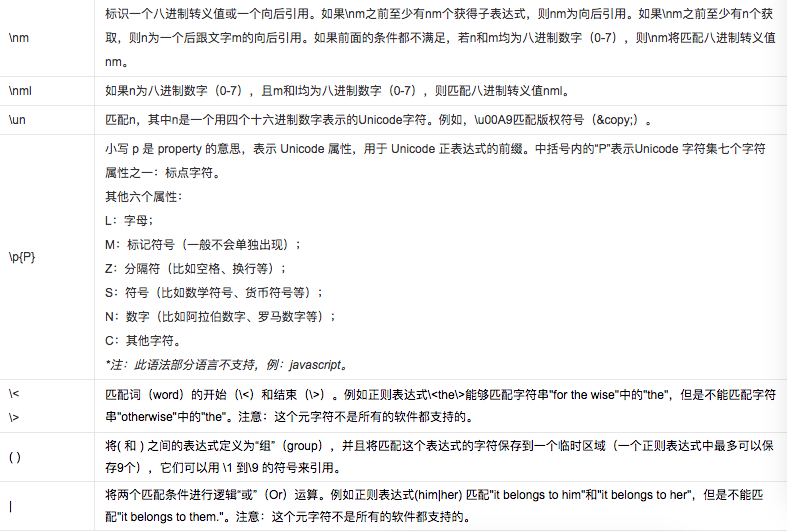 标识一个八进制转义值或一个向后引用。如果\nm之前至少有nm个获得子表达式，则nm为向后引用。如果\nm之前至少有n个获
\nm
取，则n为一个后跟文字m的向后引用。如果前面的条件都不满足，若n和m均为八进制数字（0-7），则\nm将匹配八进制转义值
nm。
\nml
如果n为八进制数字（0-7），且m和l均为八进制数字（0-7），则匹配八进制转义值nml。
\un
匹配n，其中n是一个用四个十六进制数字表示的Unicode字符。例如，\u00A9匹配版权符号（&copy;）。
小写 p 是 property 的意思，表示 Unicode 属性，用于 Unicode 正表达式的前缀。中括号内的“P”表示Unicode 字符集七个字符
属性之一：标点字符。
其他六个属性：
L：字母；
M：标记符号（一般不会单独出现）；
\p{P}
Z：分隔符（比如空格、换行等）；
S：符号（比如数学符号、货币符号等）；
N：数字（比如阿拉伯数字、罗马数字等）；
C：其他字符。
*注：此语法部分语言不支持，例：javascript。
\<
匹配词（word）的开始（\<）和结束（\>）。例如正则表达式\<the\>能够匹配字符串"for the wise"中的"the"，但是不能匹配字符
\>
串"otherwise"中的"the"。注意：这个元字符不是所有的软件都支持的。
( )
将( 和 ) 之间的表达式定义为“组”（group），并且将匹配这个表达式的字符保存到一个临时区域（一个正则表达式中最多可以保
存9个），它们可以用 \1 到\9 的符号来引用。
|
将两个匹配条件进行逻辑“或”（Or）运算。例如正则表达式(him|her) 匹配"it belongs to him"和"it belongs to her"，但是不能匹
配"it belongs to them."。注意：这个元字符不是所有的软件都支持的。